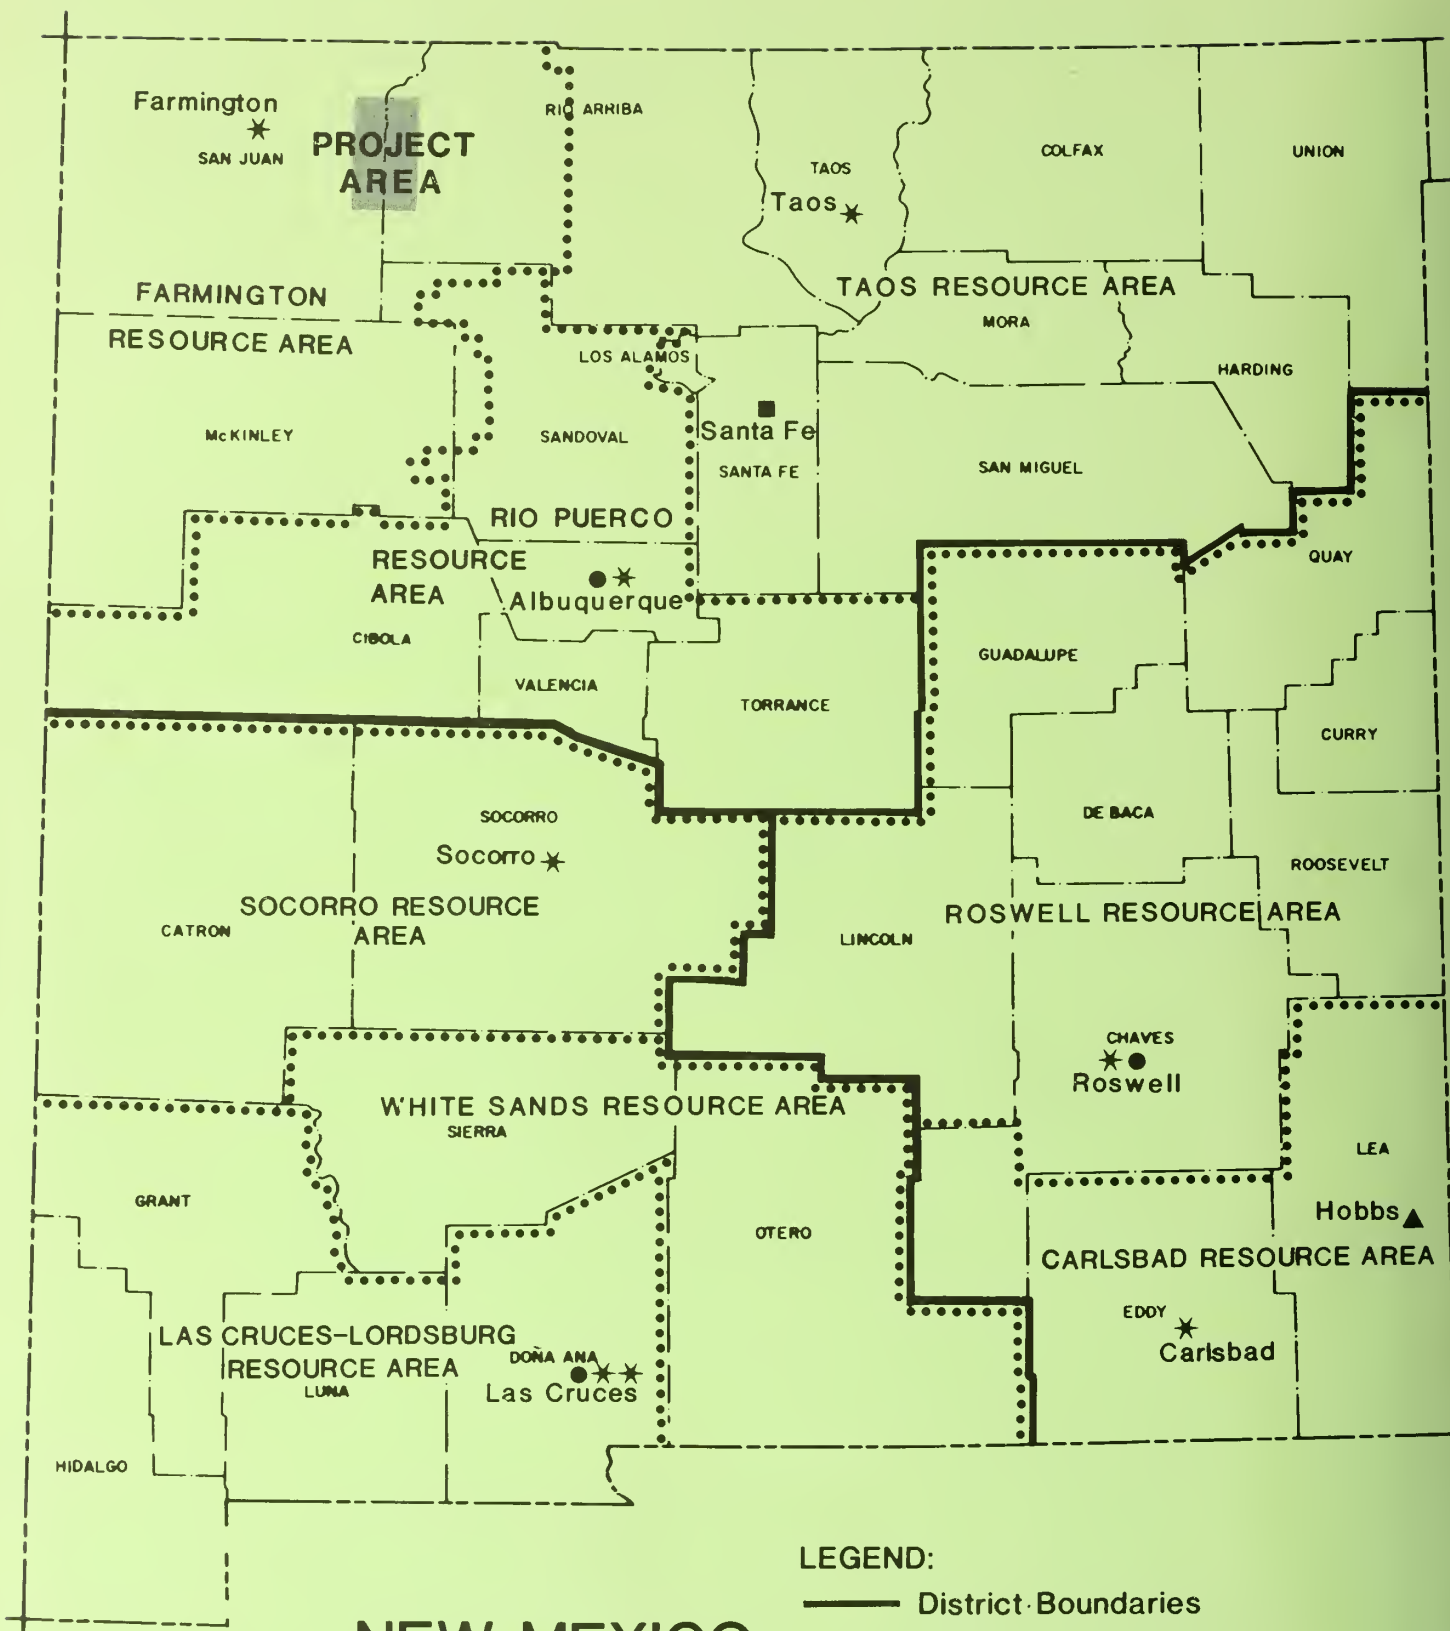 Farmington
SAN JUAN
PROJECT
AREA
RIO ARRIBA
TAOS
Taos
COLFAX
UNION
FARMINGTON
RESOURCE AREA
TAOS RESOURCE AREA
MORA
HARDING
LOS ALAMOS
McKINLEY
SANDOVAL
Santa Fe
SANTA FE
SAN MIGUEL
RIO PUERCO
RESOURCE
AREA
Albuquerque
QUAY
CIBOLA
VALENCIA
TORRANCE
GUADALUPE
CURRY
DE BACA
ROOSEVELT
SOCORRO
Socorro
SOCORRO RESOURCE
AREA
CATRON
LINCOLN
ROSWELL RESOURCE AREA
CHAVES
Roswell
WHITE SANDS RESOURCE AREA
SIERRA
LEA
GRANT
OTERO
Hobbs
CARLSBAD RESOURCE AREA
EDDY
Carlsbad
LAS CRUCES-LORDSBURG
RESOURCE AREA
LUNA
DOÑA ANA
Las Cruces
HIDALGO
LEGEND:
District Boundaries
NEW MEXICO